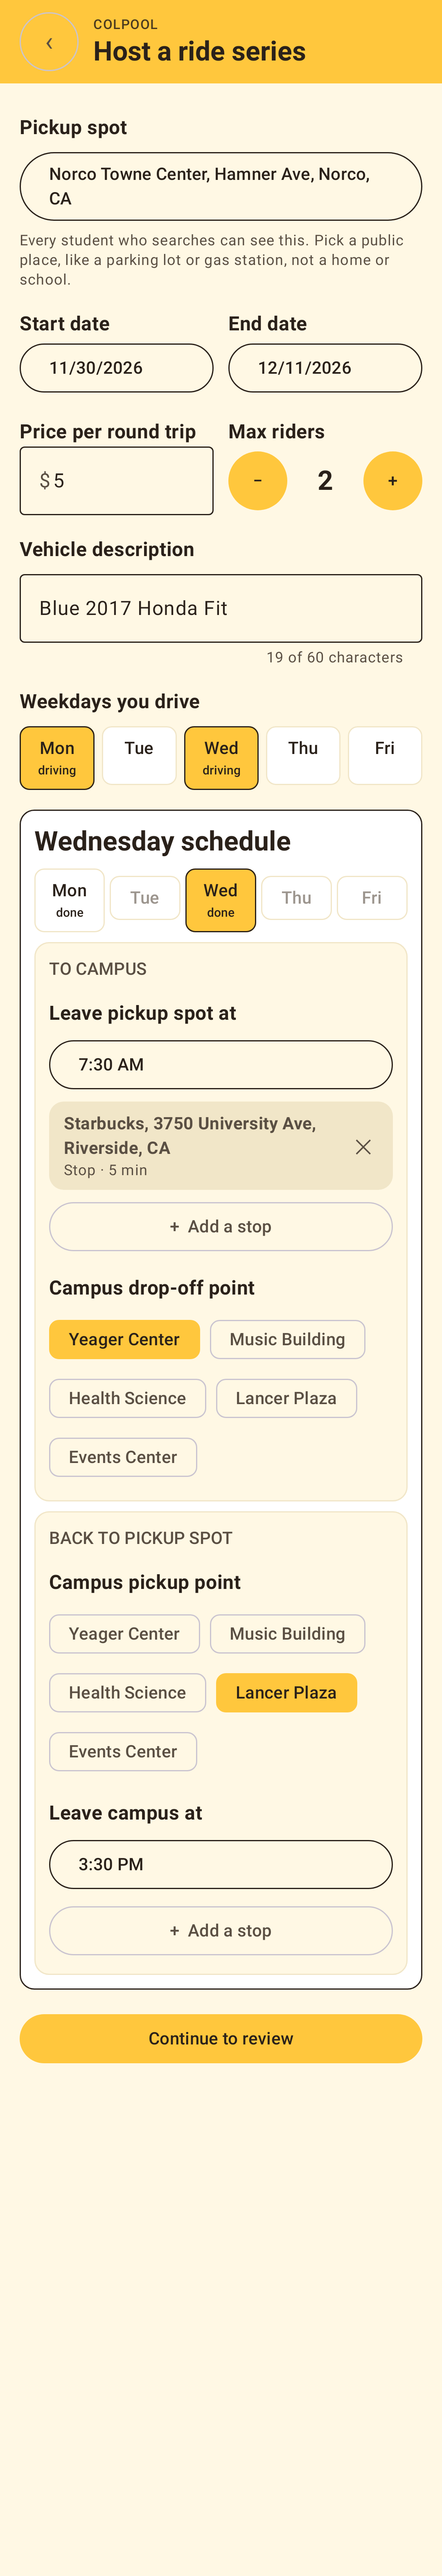 ‹
COLPOOL
Host a ride series
Pickup spot
Norco Towne Center, Hamner Ave, Norco,
CA
Every student who searches can see this. Pick a public
place, like a parking lot or gas station, not a home or
school.
Start date
End date
11/30/2026
12/11/2026
Price per round trip
Max riders
$5
−
2
+
Vehicle description
Blue 2017 Honda Fit
19 of 60 characters
Weekdays you drive
Mon
driving
Tue
Wed
driving
Thu
Fri
Wednesday schedule
Mon
done
Tue
Wed
done
Thu
Fri
TO CAMPUS
Leave pickup spot at
7:30 AM
Starbucks, 3750 University Ave,
Riverside, CA
Stop · 5 min
+ Add a stop
Campus drop-off point
Yeager Center
Music Building
Health Science
Lancer Plaza
Events Center
BACK TO PICKUP SPOT
Campus pickup point
Yeager Center
Music Building
Health Science
Lancer Plaza
Events Center
Leave campus at
3:30 PM
+ Add a stop
Continue to review